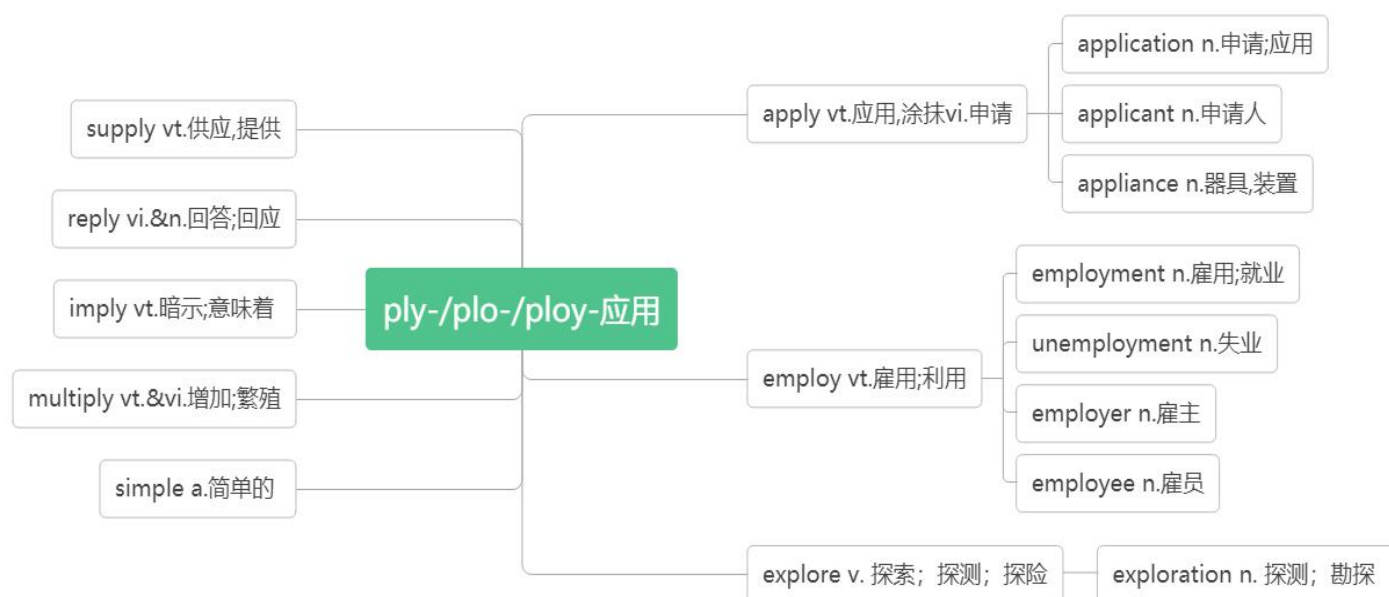 ply-/plo-/ploy-应用
supply vt.供应,提供
reply vi.&n.回答;回应
imply vt.暗示;意味着
multiply vt.&vi.增加;繁殖
simple a.简单的
apply vt.应用,涂抹vi.申请
application n.申请;应用
applicant n.申请人
appliance n.器具,装置
employ vt.雇用;利用
employment n.雇用;就业
unemployment n.失业
employer n.雇主
employee n.雇员
explore v. 探索；探测；探险
exploration n. 探测；勘探